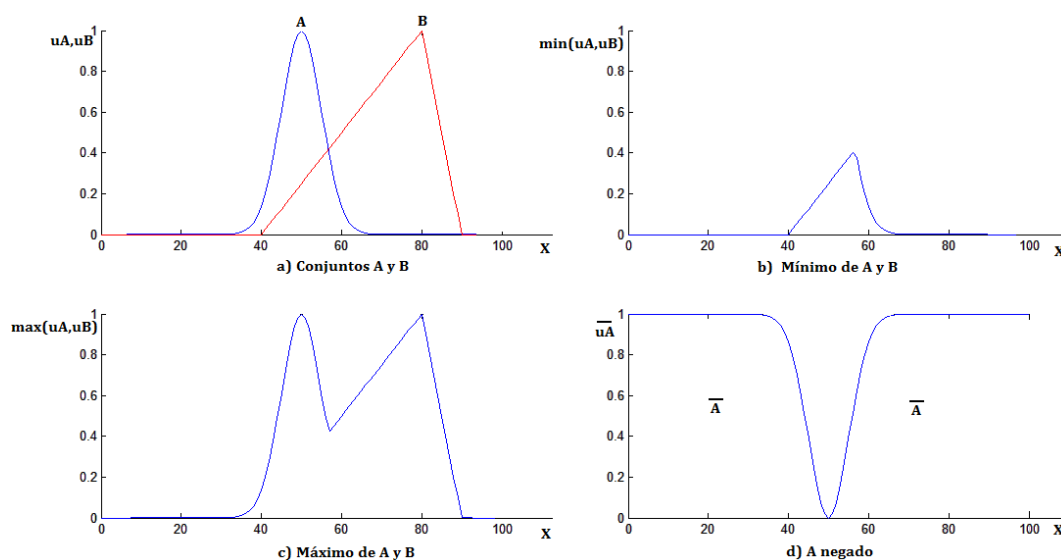 A B
uA,uB
1
0.8
0.6
0.4
0.2
0
0 20 40 60 80 100 X
a) Conjuntos A y B
min(uA,uB)
1
0.8
0.6
0.4
0.2
0
0 20 40 60 80 100 X
b) Mínimo de A y B
max(uA,uB)
1
0.8
0.6
0.4
0.2
0
0 20 40 60 80 100 X
c) Máximo de A y B
1
u̅A̅
0.8
0.6
0.4
0.2
0
A̅ A̅
0 20 40 60 80 100 X
d) A negado